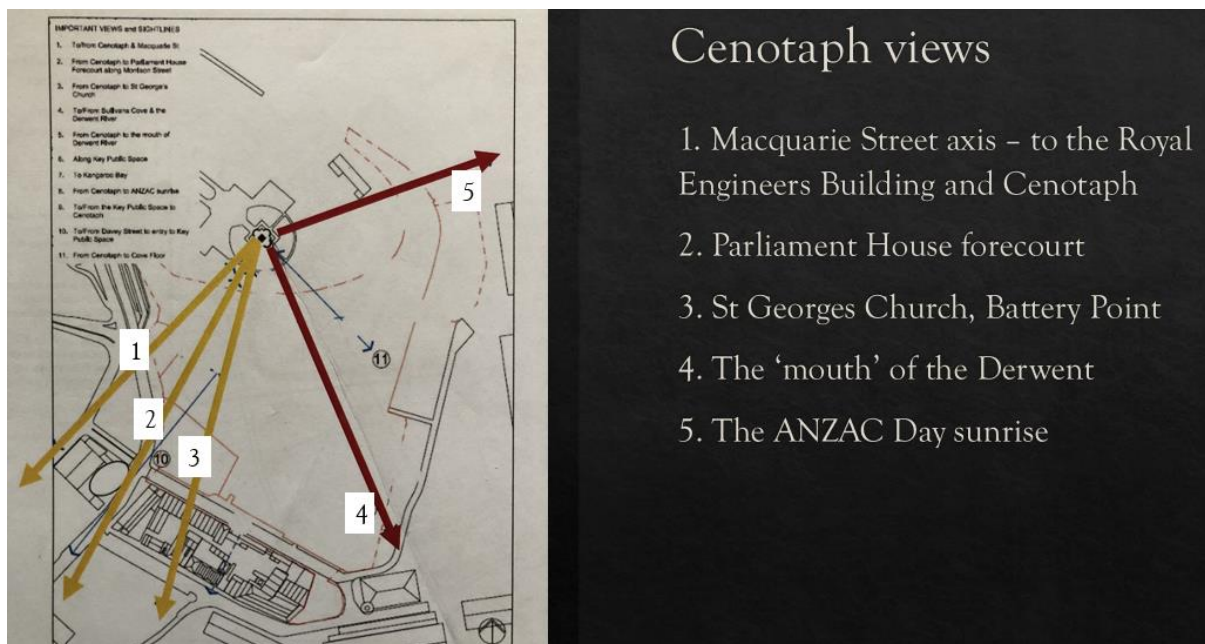 IMPORTANT VIEWS and SIGHTLINES
1. To/from Cenotaph & Macquarie St
2. From Cenotaph to Parliament House
Forecourt along Morrison Street
3. From Cenotaph to St George's
Church
4. To/From Sullivans Cove & the
Derwent River
5. From Cenotaph to the mouth of
Derwent River
6. Along Key Public Space
7. To Kangaroo Bay
8. From Cenotaph to ANZAC sunrise
9. To/From the Key Public Space to
Cenotaph
10. To/From Davey Street to entry to Key
Public Space
11. From Cenotaph to Cove Floor
5
11
1
2
3
10
4
Cenotaph views
1. Macquarie Street axis – to the Royal
Engineers Building and Cenotaph
2. Parliament House forecourt
3. St Georges Church, Battery Point
4. The ‘mouth’ of the Derwent
5. The ANZAC Day sunrise